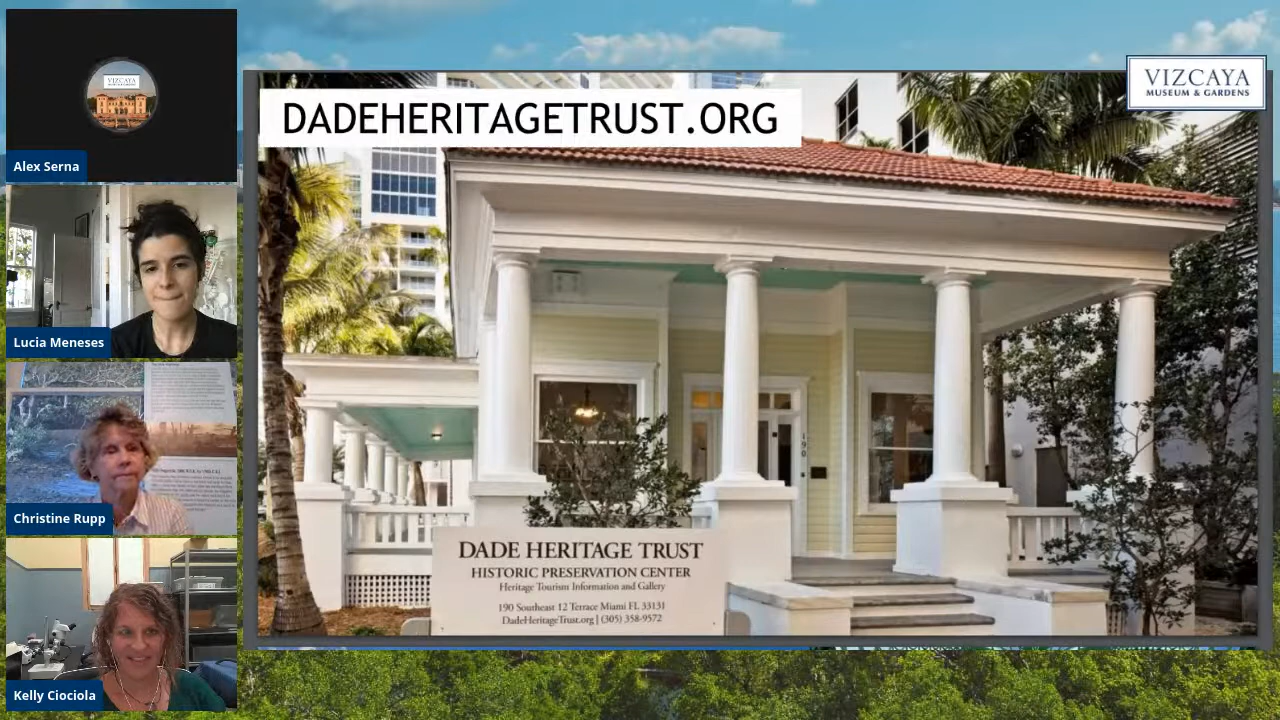 VIZCAYA
Alex Serna
Lucia Meneses
Christine Rupp
Kelly Ciociola
DADEHERITAGETRUST.ORG
VIZCAYA
MUSEUM & GARDENS
190
DADE HERITAGE TRUST
HISTORIC PRESERVATION CENTER
Heritage Tourism Information and Gallery
190 Southeast 12 Terrace Miami FL 33131
DadeHeritageTrust.org | (305) 358-9572